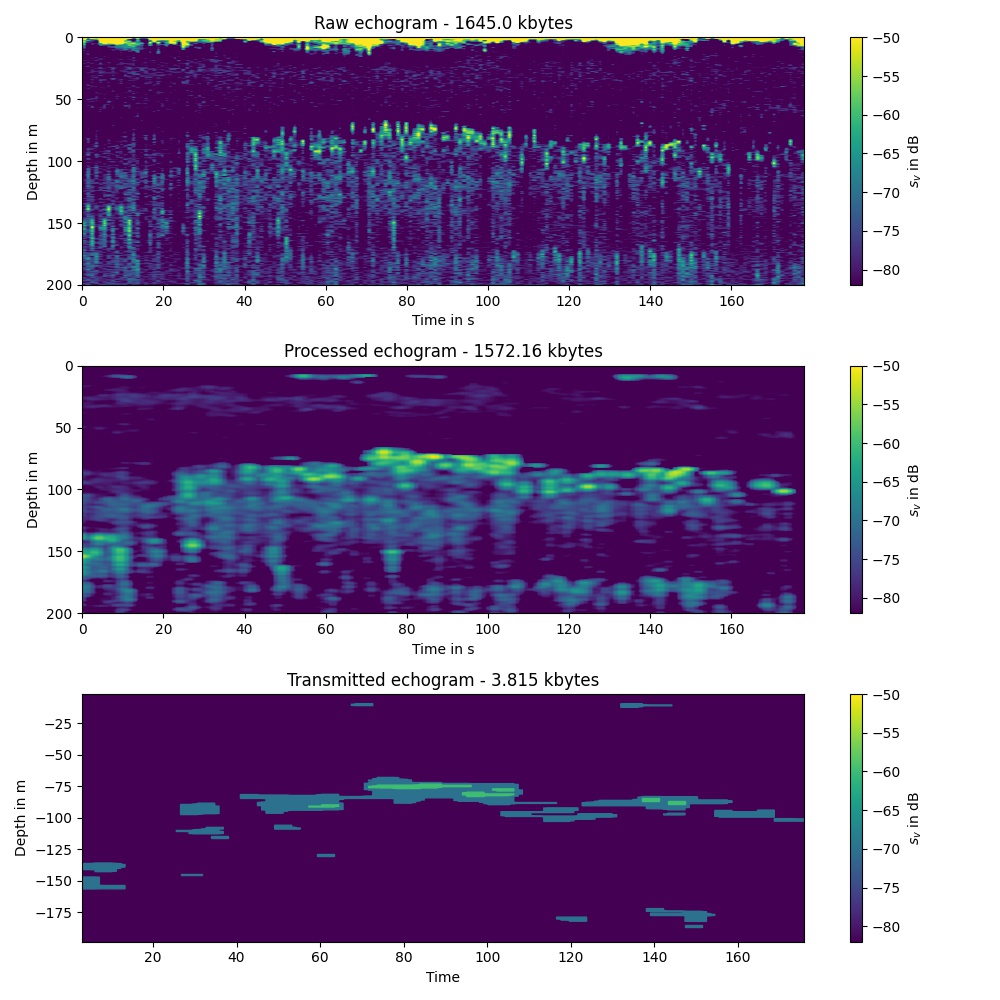 Raw echogram - 1645.0 kbytes
0
50
100
150
200
Depth in m
0 20 40 60 80 100 120 140 160
Time in s
−50
−55
−60
−65
−70
−75
−80
s_v in dB
Processed echogram - 1572.16 kbytes
0
50
100
150
200
Depth in m
0 20 40 60 80 100 120 140 160
Time in s
−50
−55
−60
−65
−70
−75
−80
s_v in dB
Transmitted echogram - 3.815 kbytes
−25
−50
−75
−100
−125
−150
−175
Depth in m
20 40 60 80 100 120 140 160
Time
−50
−55
−60
−65
−70
−75
−80
s_v in dB